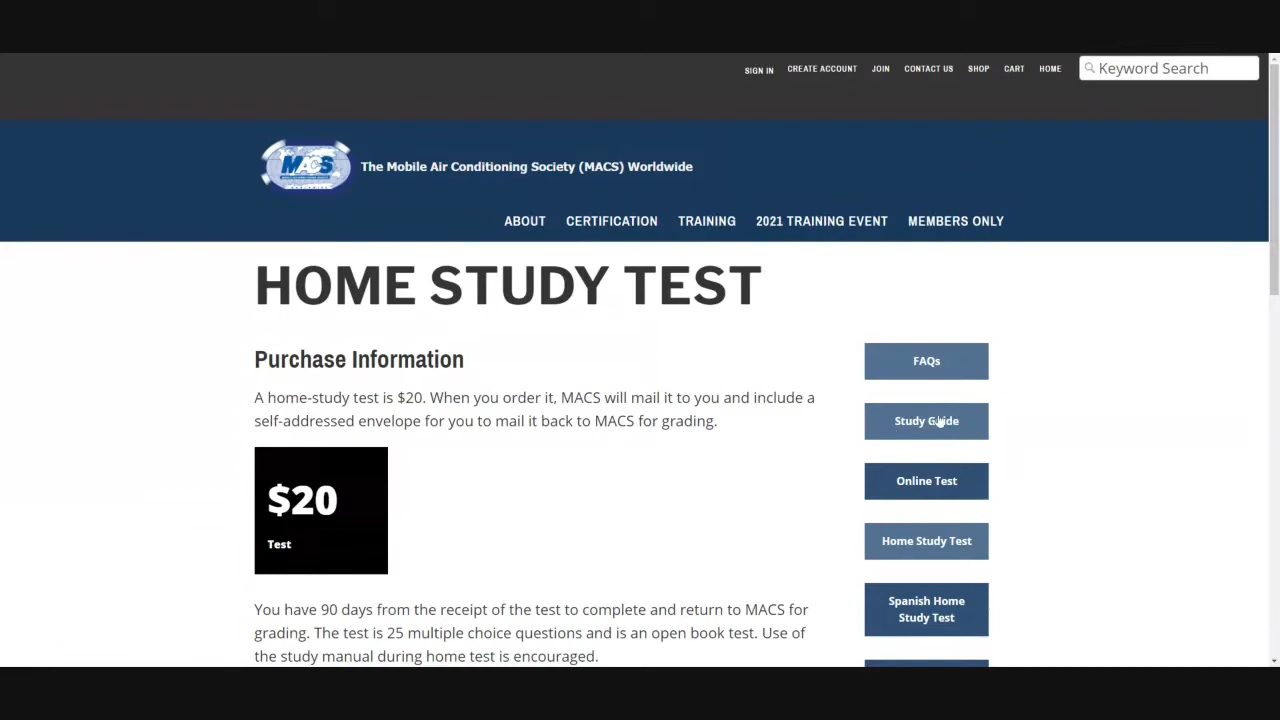 SIGN IN CREATE ACCOUNT JOIN CONTACT US SHOP CART HOME Keyword Search
MACS The Mobile Air Conditioning Society (MACS) Worldwide
ABOUT CERTIFICATION TRAINING 2021 TRAINING EVENT MEMBERS ONLY
HOME STUDY TEST
Purchase Information
A home-study test is $20. When you order it, MACS will mail it to you and include a
self-addressed envelope for you to mail it back to MACS for grading.
$20
Test
You have 90 days from the receipt of the test to complete and return to MACS for
grading. The test is 25 multiple choice questions and is an open book test. Use of
the study manual during home test is encouraged.
FAQs
Study Guide
Online Test
Home Study Test
Spanish Home
Study Test